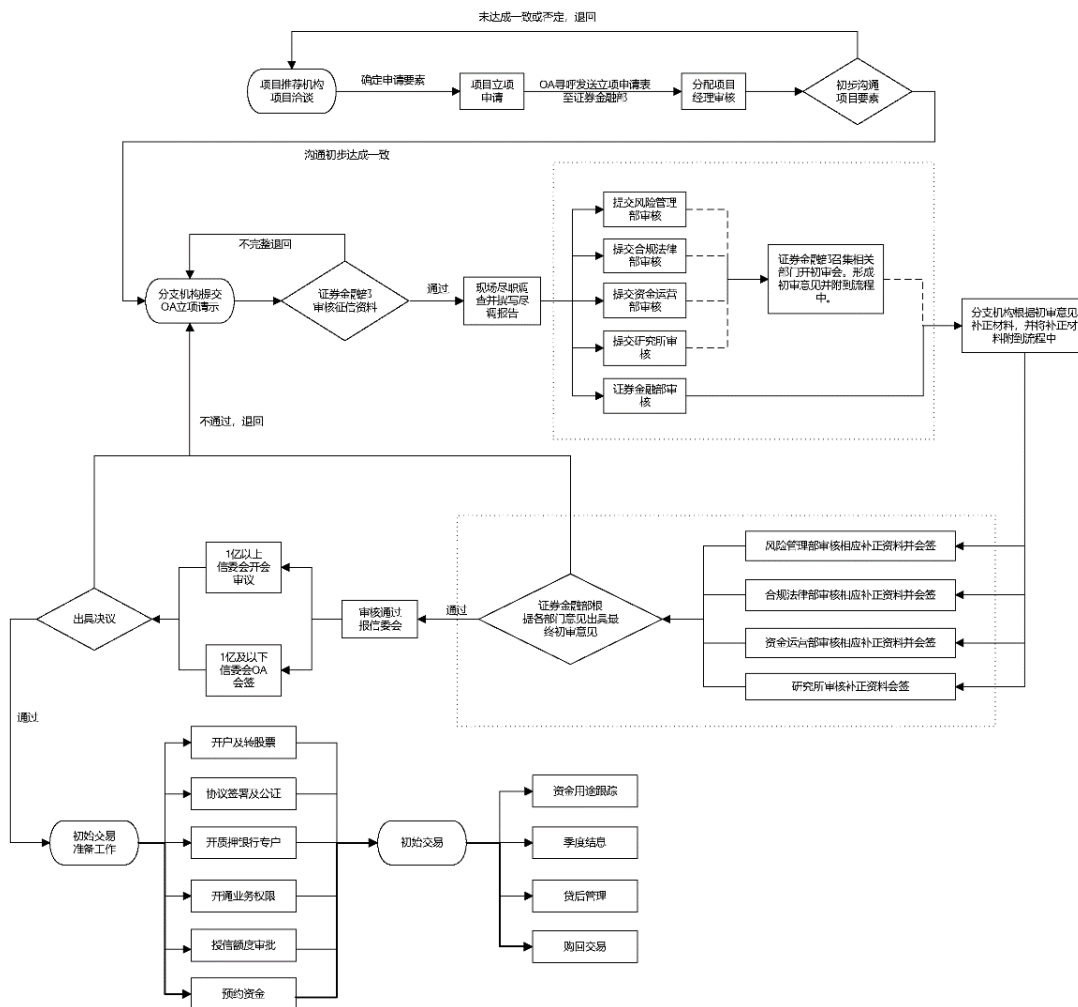 未达成一致或否定，退回
项目推荐机构
项目洽谈
确定申请要素
项目立项
申请
OA寻呼发送立项申请表
至证券金融部
分配项目
经理审核
初步沟通
项目要素
沟通初步达成一致
提交风险管理
部审核
不完整退回
提交合规法律
部审核
证券金融部召集相关
部门开初审会。形成
初审意见并附到流程
中。
分支机构提交
OA立项请示
证券金融部
审核征信资料
通过
现场尽职调
查并撰写尽
调报告
提交资金运营
部审核
分支机构根据初审意见
补正材料，并将补正材
料附到流程中
提交研究所审
核
证券金融部审
核
不通过，退回
1亿以上
信委会开会
审议
风险管理部审核相应补正资料并会签
出具决议
审核通过
报信委会
通过
证券金融部根
据各部门意见出具最
终初审意见
合规法律部审核相应补正资料并会签
资金运营部审核相应补正资料并会签
1亿及以下
信委会OA
会签
研究所审核补正资料会签
通过
开户及转股票
资金用途跟踪
协议签署及公证
初始交易
准备工作
开质押银行专户
初始交易
季度结息
开通业务权限
贷后管理
授信额度审批
购回交易
预约资金